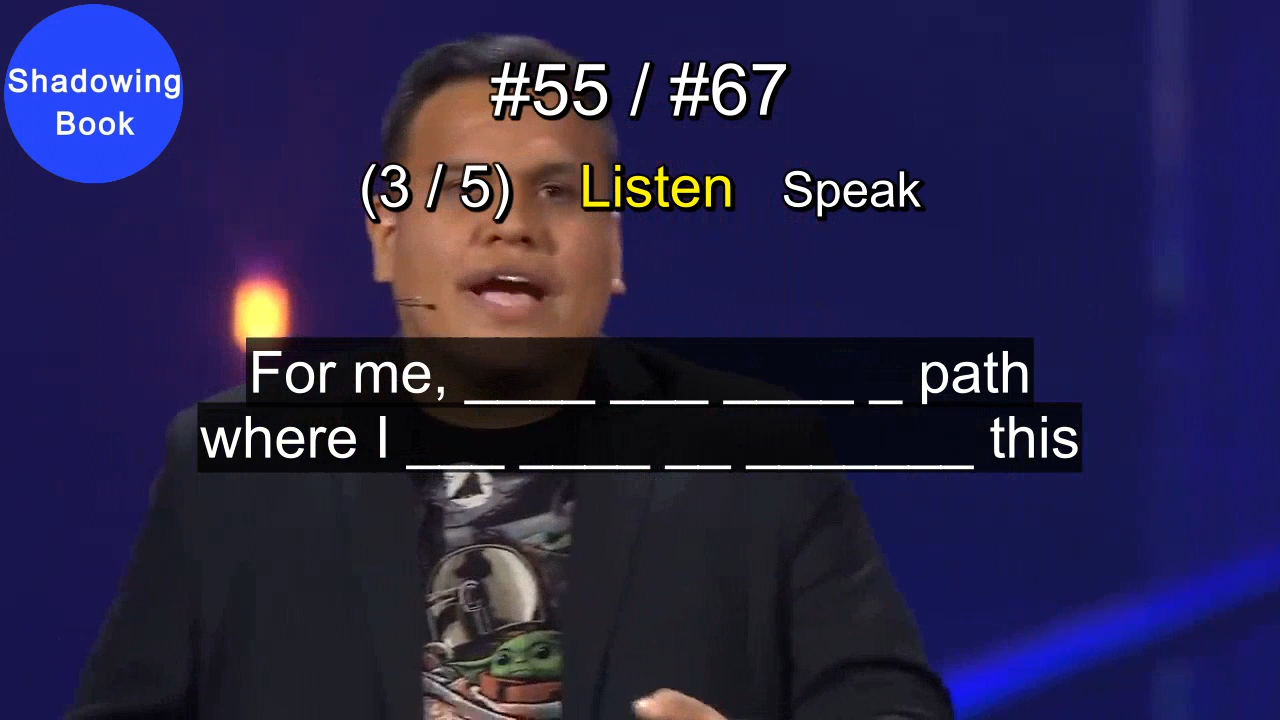 Shadowing
Book
#55 / #67
(3 / 5) Listen Speak
For me, ____ ___ ____ _ path
where I ___ ____ __ _______ this